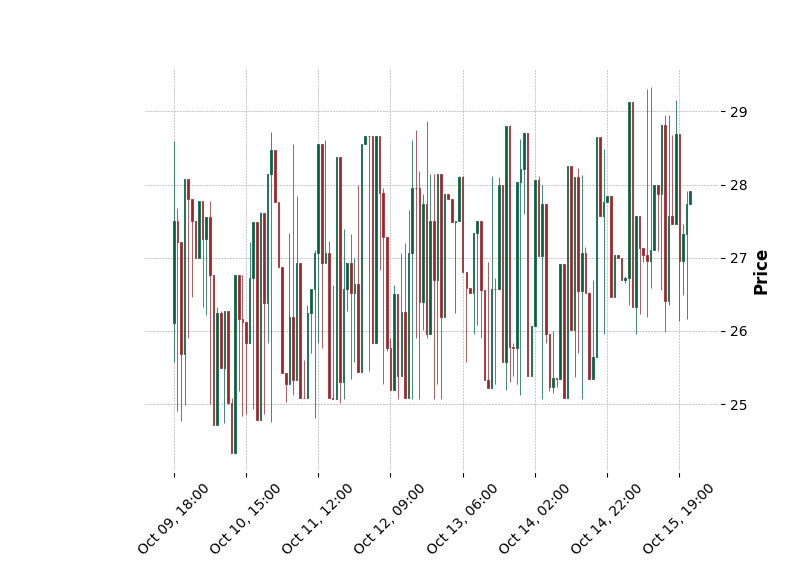 29
28
27
26
25
Price
Oct 09, 18:00
Oct 10, 15:00
Oct 11, 12:00
Oct 12, 09:00
Oct 13, 06:00
Oct 14, 02:00
Oct 14, 22:00
Oct 15, 19:00